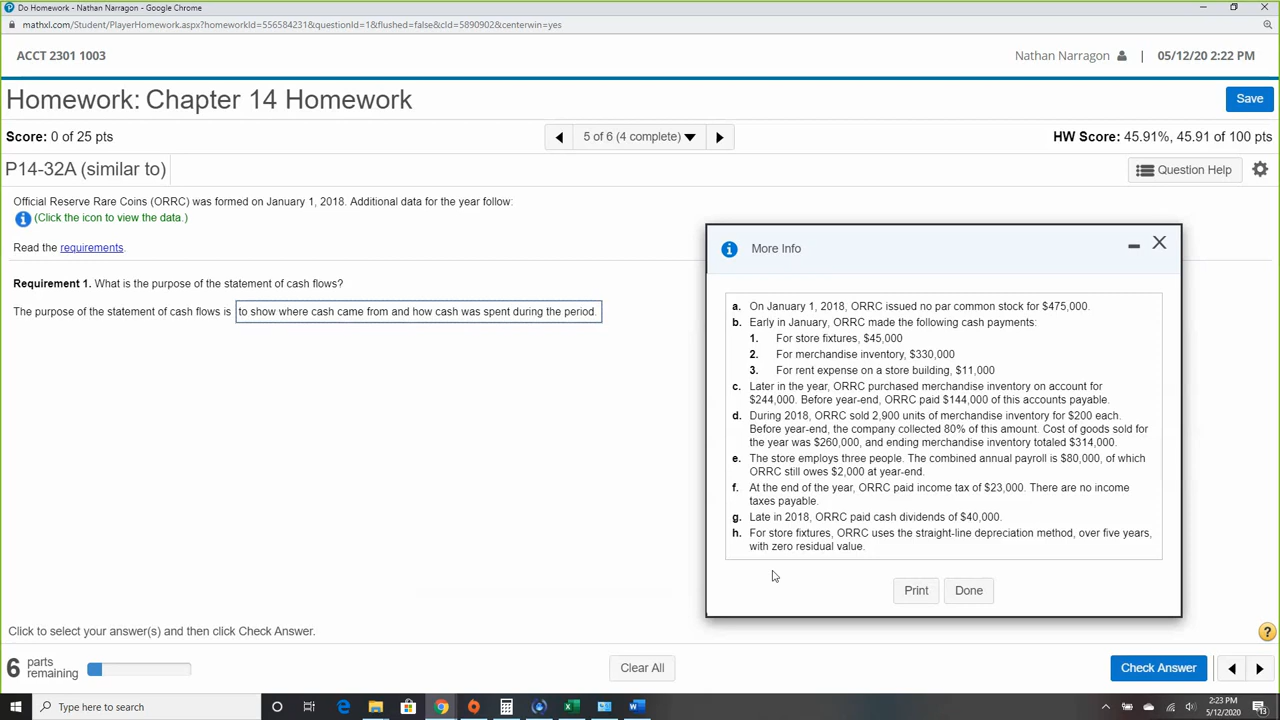 Do Homework - Nathan Narragon - Google Chrome
mathxl.com/Student/PlayerHomework.aspx?homeworkId=556584231&questionId=1&flushed=false&cId=5890902&centerwin=yes
ACCT 2301 1003
Nathan Narragon | 05/12/20 2:22 PM
Homework: Chapter 14 Homework
Save
Score: 0 of 25 pts
5 of 6 (4 complete)
HW Score: 45.91%, 45.91 of 100 pts
P14-32A (similar to)
Question Help
Official Reserve Rare Coins (ORRC) was formed on January 1, 2018. Additional data for the year follow:
(Click the icon to view the data.)
Read the requirements.
Requirement 1. What is the purpose of the statement of cash flows?
The purpose of the statement of cash flows is to show where cash came from and how cash was spent during the period.
More Info
a. On January 1, 2018, ORRC issued no par common stock for $475,000.
b. Early in January, ORRC made the following cash payments:
1. For store fixtures, $45,000
2. For merchandise inventory, $330,000
3. For rent expense on a store building, $11,000
c. Later in the year, ORRC purchased merchandise inventory on account for
$244,000. Before year-end, ORRC paid $144,000 of this accounts payable.
d. During 2018, ORRC sold 2,900 units of merchandise inventory for $200 each.
Before year-end, the company collected 80% of this amount. Cost of goods sold for
the year was $260,000, and ending merchandise inventory totaled $314,000.
e. The store employs three people. The combined annual payroll is $80,000, of which
ORRC still owes $2,000 at year-end.
f. At the end of the year, ORRC paid income tax of $23,000. There are no income
taxes payable.
g. Late in 2018, ORRC paid cash dividends of $40,000.
h. For store fixtures, ORRC uses the straight-line depreciation method, over five years,
with zero residual value.
Print
Done
Click to select your answer(s) and then click Check Answer.
?
6 parts
remaining
Clear All
Check Answer
Type here to search
2:23 PM
5/12/2020